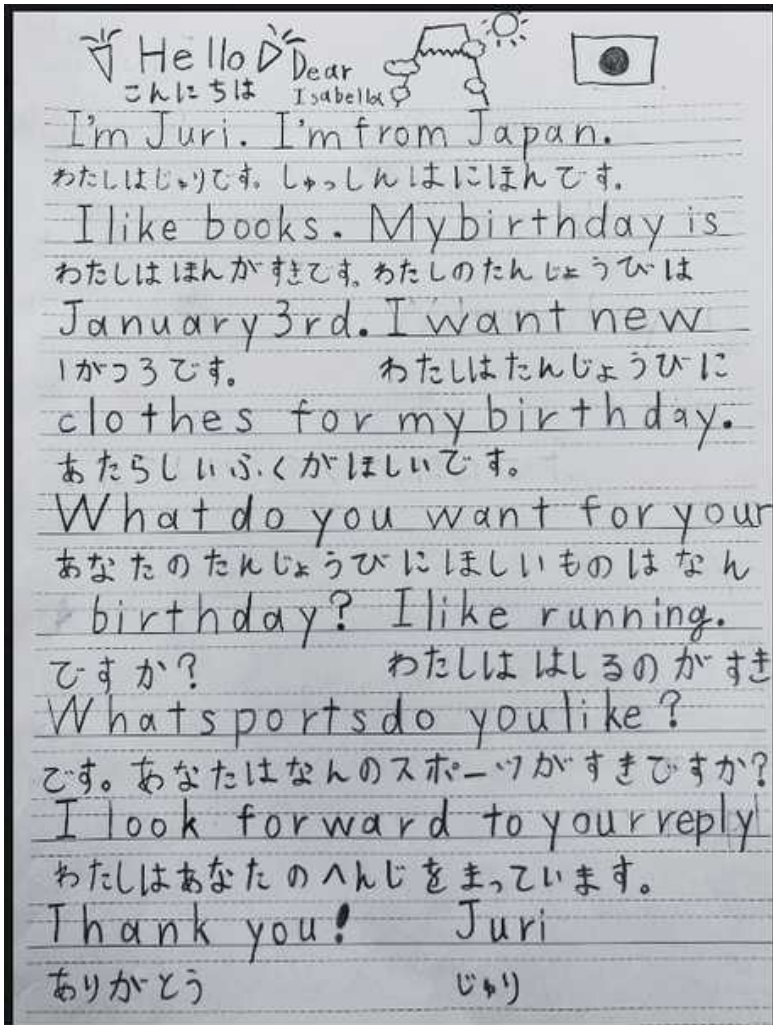 Hello Dear
こんにちは Isabella
I'm Juri. I'm from Japan.
わたしはじゅりです。しゅっしんはにほんです。
I like books. My birthday is
わたしはほんがすきです。わたしのたんじょうびは
January 3rd. I want new
1がつ3です。 わたしはたんじょうびに
clothes for my birthday.
あたらしいふくがほしいです。
What do you want for your
あなたのたんじょうびにほしいものはなん
birthday? I like running.
ですか? わたしははしるのがすき
What sports do you like?
です。あなたはなんのスポーツがすきですか?
I look forward to your reply
わたしはあなたのへんじをまっています。
Thank you! Juri
ありがとう じゅり